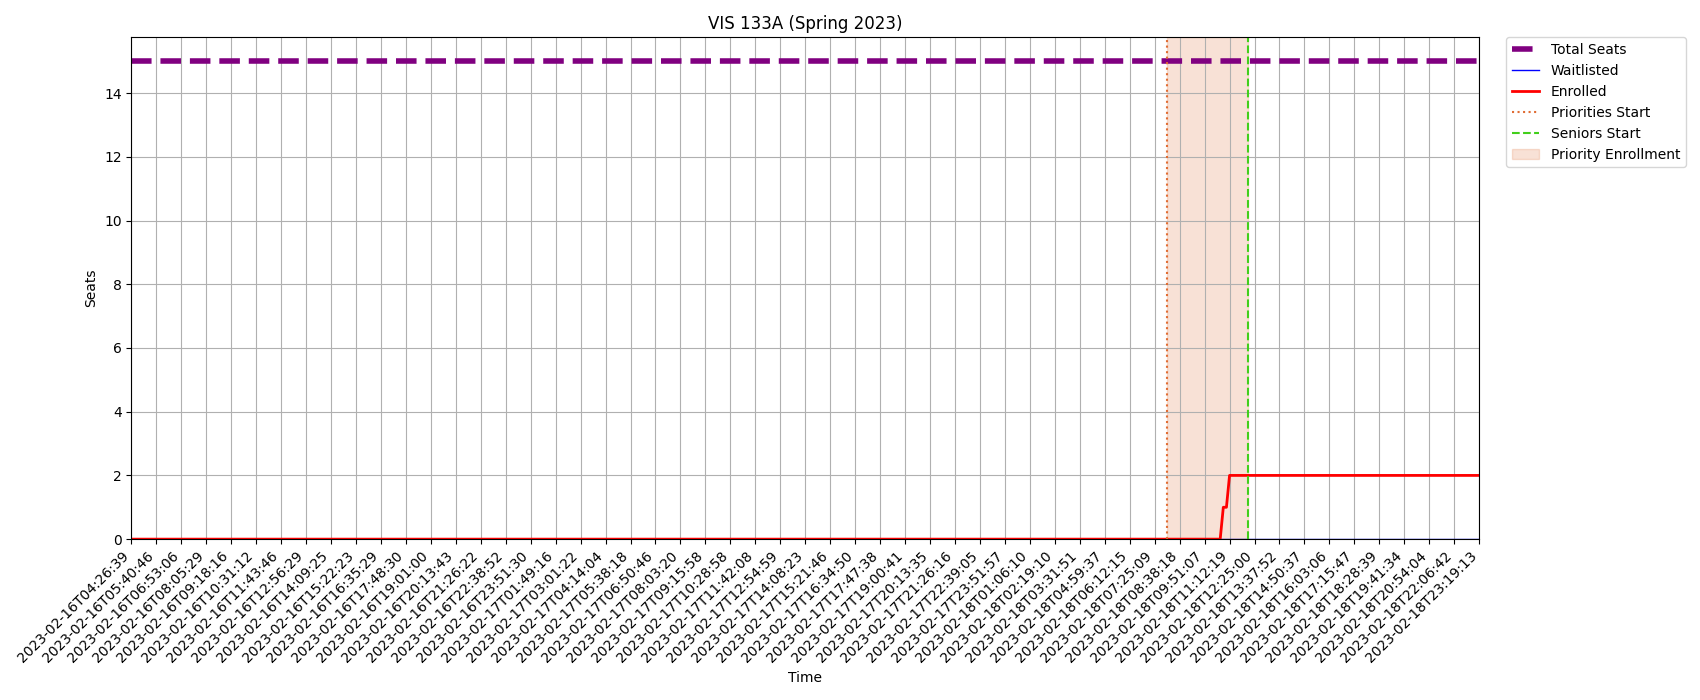 VIS 133A (Spring 2023)
Total Seats
Waitlisted
Enrolled
Priorities Start
Seniors Start
Priority Enrollment
Seats
14
12
10
8
6
4
2
0
2023-02-16T04:26:39
2023-02-16T05:40:46
2023-02-16T06:53:06
2023-02-16T08:05:29
2023-02-16T09:18:16
2023-02-16T10:31:12
2023-02-16T11:43:46
2023-02-16T12:56:29
2023-02-16T14:09:25
2023-02-16T15:22:23
2023-02-16T16:35:29
2023-02-16T17:48:30
2023-02-16T19:01:00
2023-02-16T20:13:43
2023-02-16T21:26:22
2023-02-16T22:38:52
2023-02-16T23:51:30
2023-02-17T01:49:16
2023-02-17T03:01:22
2023-02-17T04:14:04
2023-02-17T05:38:18
2023-02-17T06:50:46
2023-02-17T08:03:20
2023-02-17T09:15:58
2023-02-17T10:28:58
2023-02-17T11:42:08
2023-02-17T12:54:59
2023-02-17T14:08:23
2023-02-17T15:21:46
2023-02-17T16:34:50
2023-02-17T17:47:38
2023-02-17T19:00:41
2023-02-17T20:13:35
2023-02-17T21:26:16
2023-02-17T22:39:05
2023-02-17T23:51:57
2023-02-18T01:06:10
2023-02-18T02:19:10
2023-02-18T03:31:51
2023-02-18T04:59:37
2023-02-18T06:12:15
2023-02-18T07:25:09
2023-02-18T08:38:18
2023-02-18T09:51:07
2023-02-18T11:12:19
2023-02-18T12:25:00
2023-02-18T13:37:52
2023-02-18T14:50:37
2023-02-18T16:03:06
2023-02-18T17:15:47
2023-02-18T18:28:39
2023-02-18T19:41:34
2023-02-18T20:54:04
2023-02-18T22:06:42
2023-02-18T23:19:13
Time